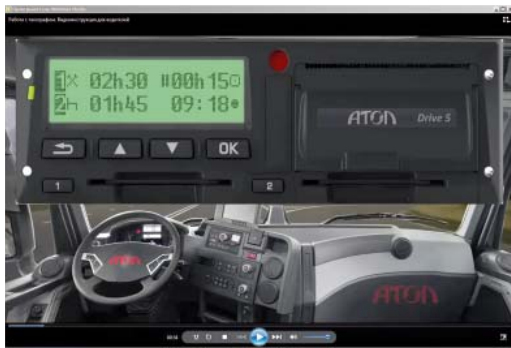 Работа с тахографом. Видеоинструкция для водителей
1 02h30 00h15
2 01h45 09:18
АТОЛ Drive 5
OK
1 2
АТОЛ
АТОЛ